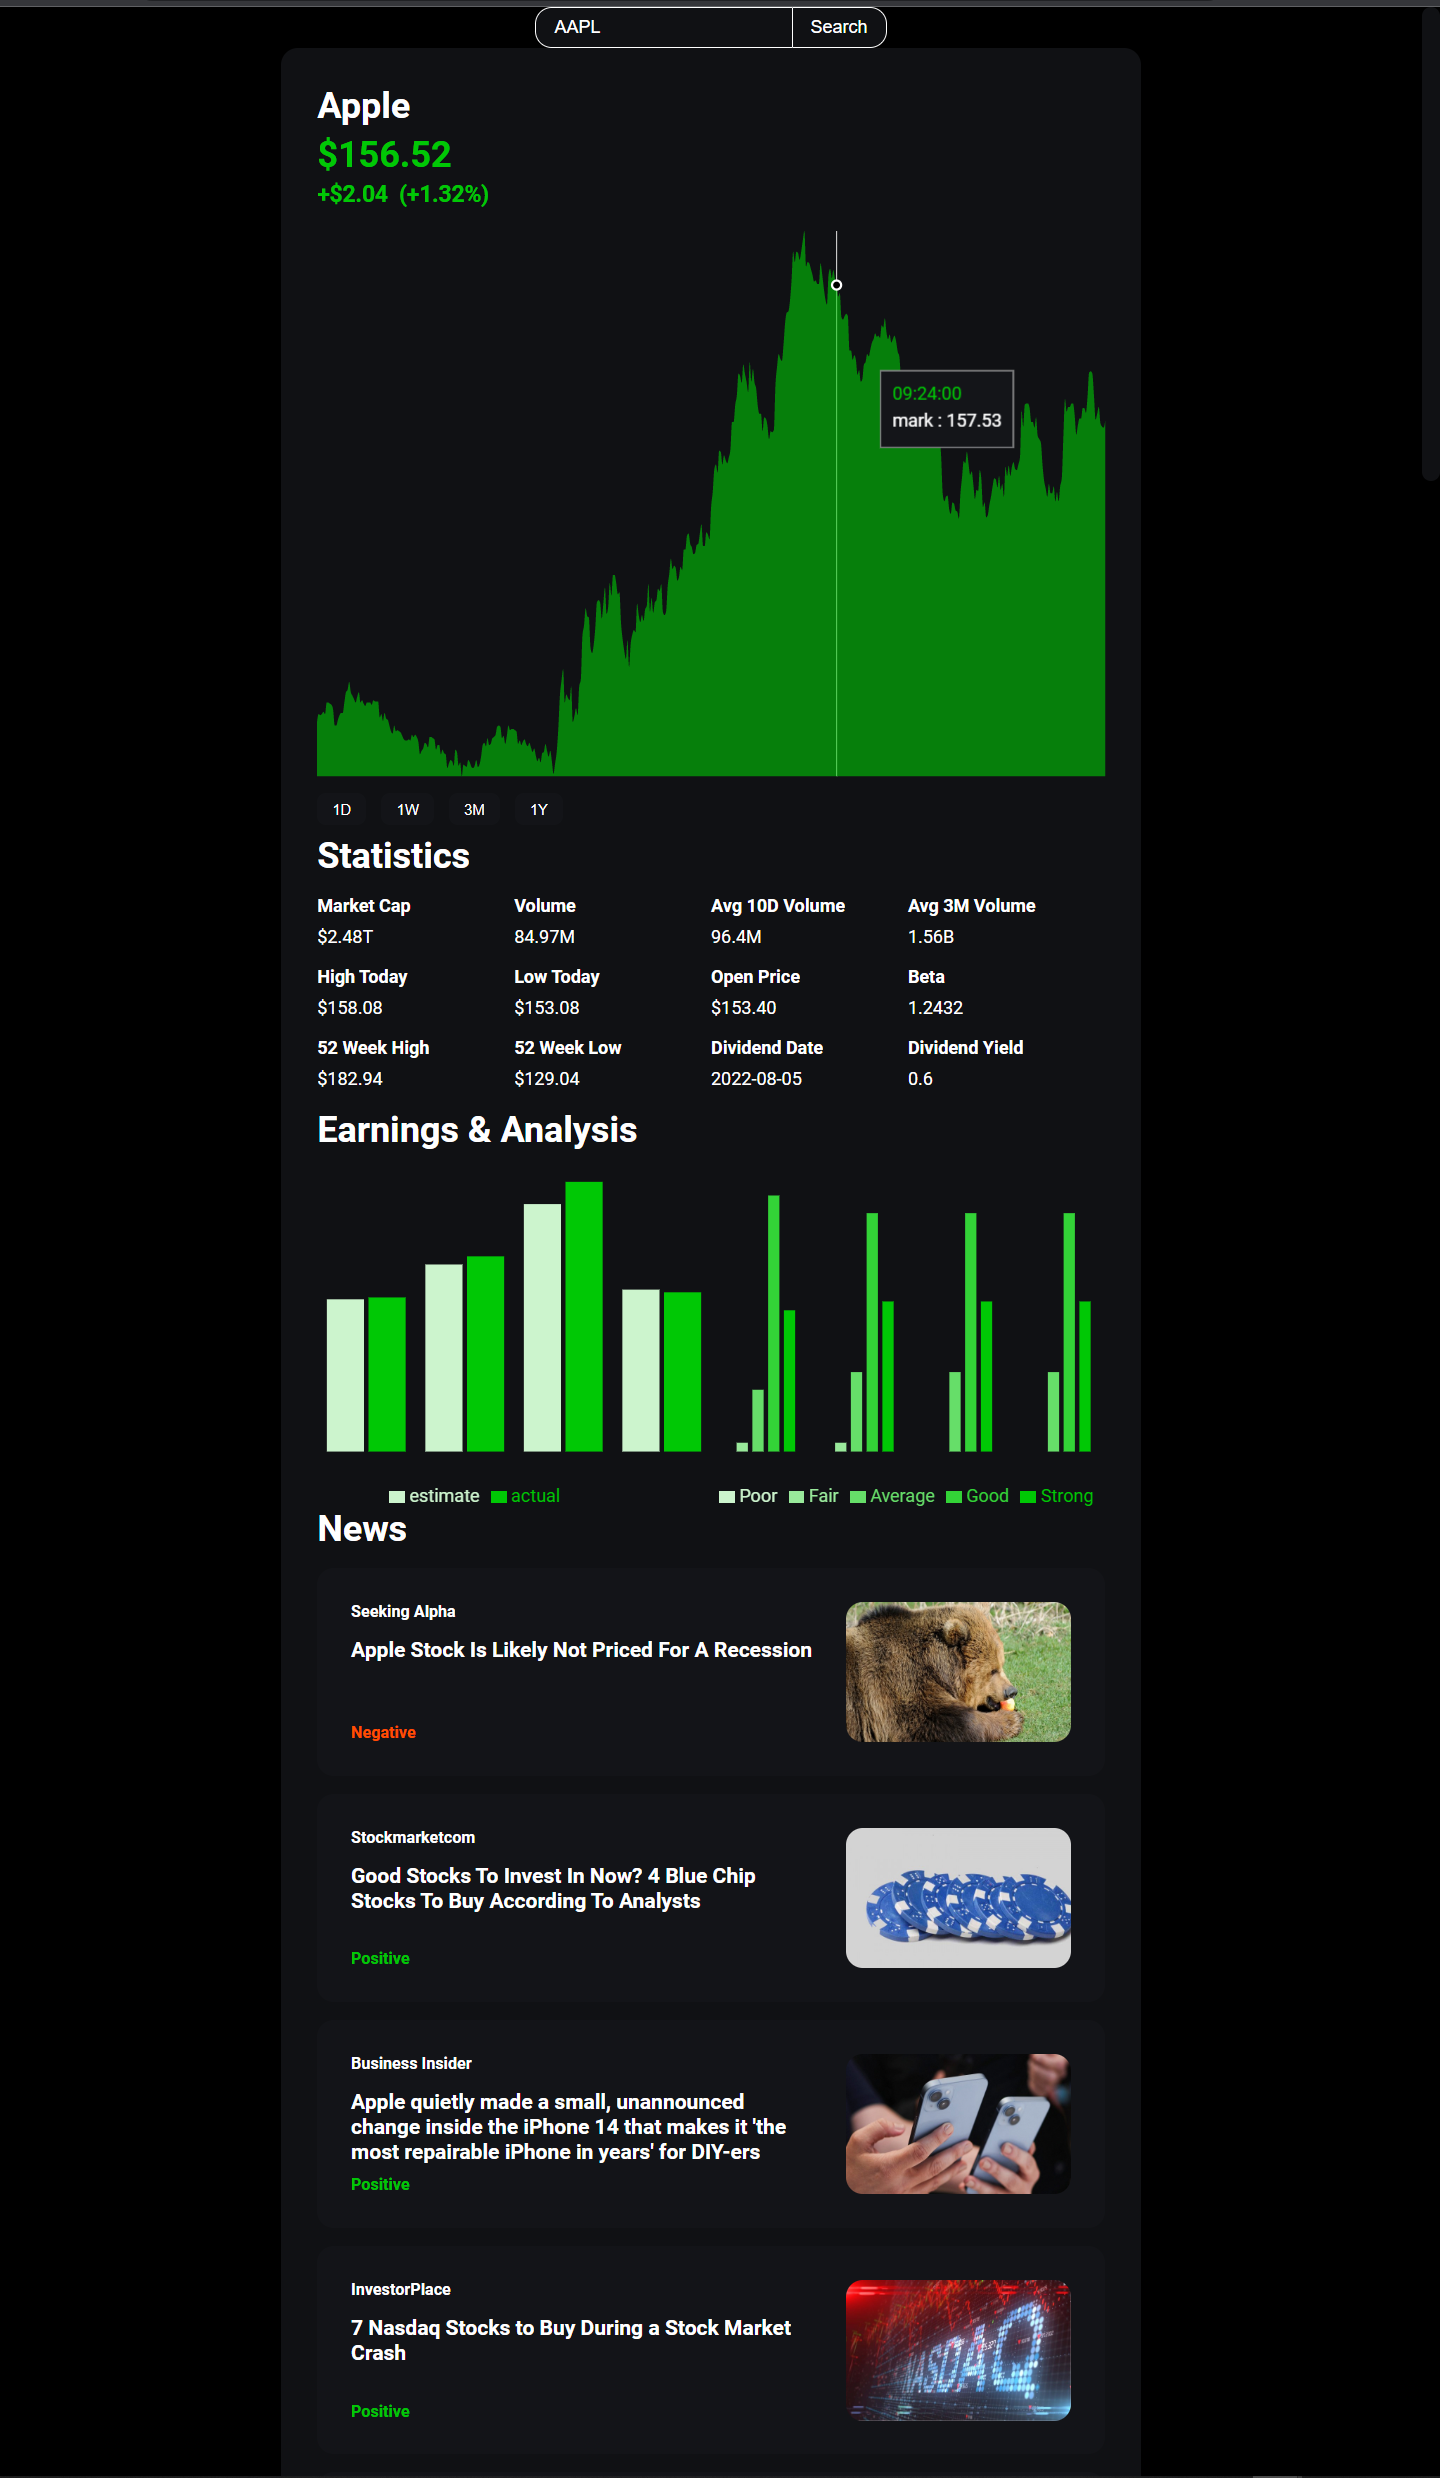 AAPL
Search
Apple
$156.52
+$2.04 (+1.32%)
09:24:00
mark : 157.53
1D 1W 3M 1Y
Statistics
Market Cap Volume Avg 10D Volume Avg 3M Volume
$2.48T 84.97M 96.4M 1.56B
High Today Low Today Open Price Beta
$158.08 $153.08 $153.40 1.2432
52 Week High 52 Week Low Dividend Date Dividend Yield
$182.94 $129.04 2022-08-05 0.6
Earnings & Analysis
estimate actual
Poor Fair Average Good Strong
News
Seeking Alpha
Apple Stock Is Likely Not Priced For A Recession
Negative
Stockmarketcom
Good Stocks To Invest In Now? 4 Blue Chip
Stocks To Buy According To Analysts
Positive
Business Insider
Apple quietly made a small, unannounced
change inside the iPhone 14 that makes it 'the
most repairable iPhone in years' for DIY-ers
Positive
InvestorPlace
7 Nasdaq Stocks to Buy During a Stock Market
Crash
Positive
NASDAQ